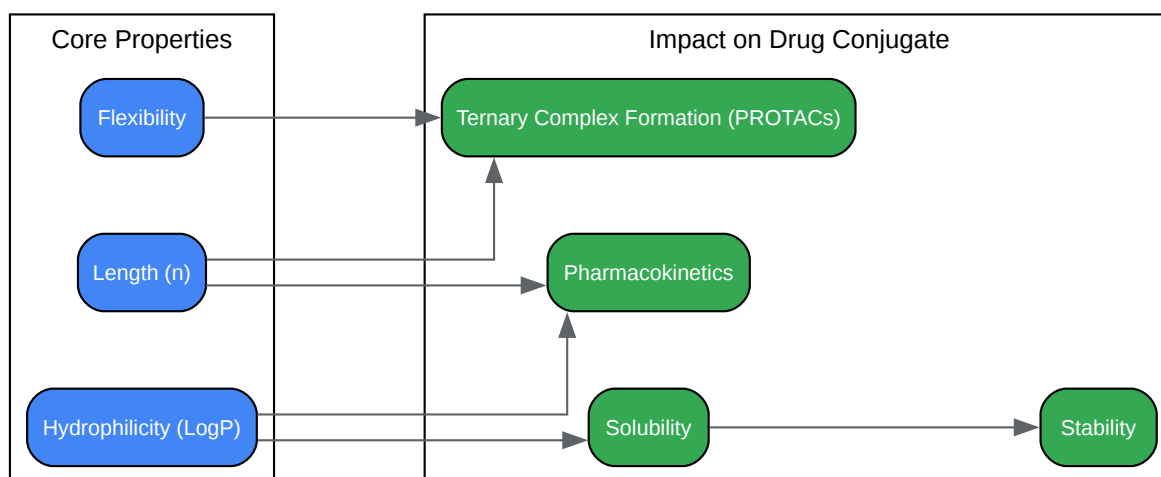 Core Properties
Impact on Drug Conjugate
Flexibility
Ternary Complex Formation (PROTACs)
Length (n)
Pharmacokinetics
Hydrophilicity (LogP)
Solubility
Stability